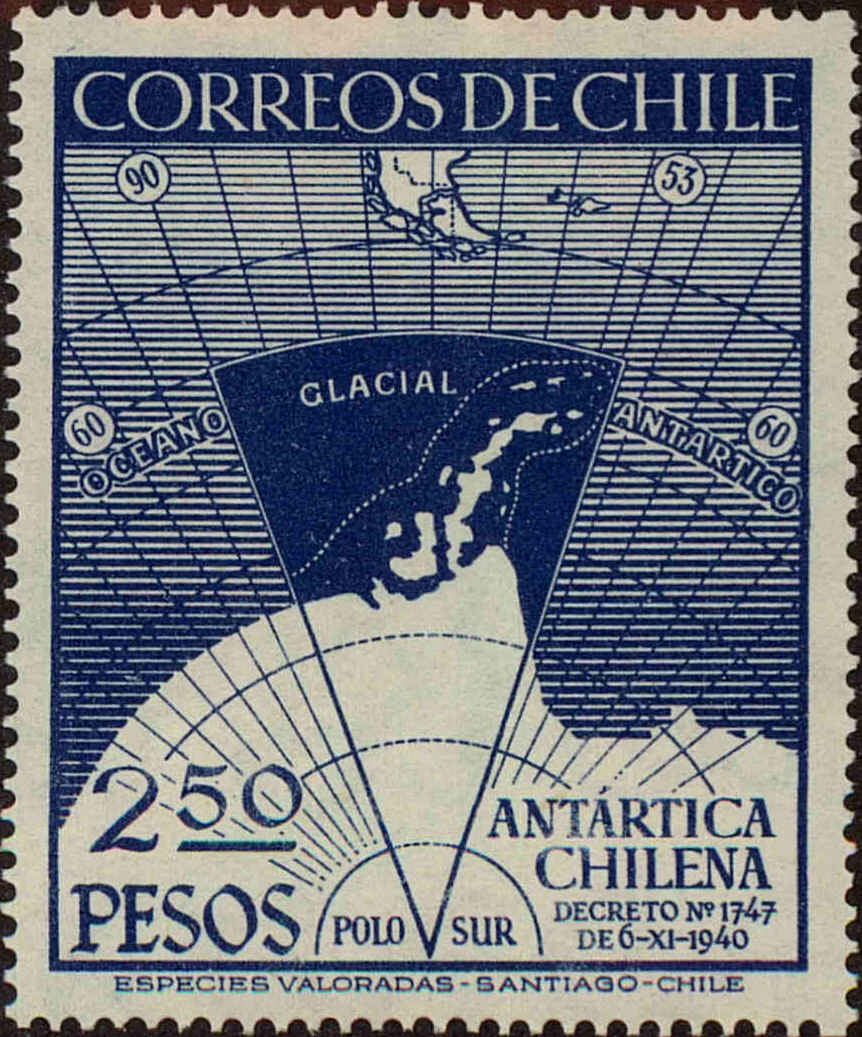 CORREOS DE CHILE
90
53
GLACIAL
60
OCEANO
ANTARTICO
60
2 50
PESOS
ANTÁRTICA
CHILENA
DECRETO Nº 1747
DE 6-XI-1940
POLO SUR
ESPECIES VALORADAS - SANTIAGO - CHILE